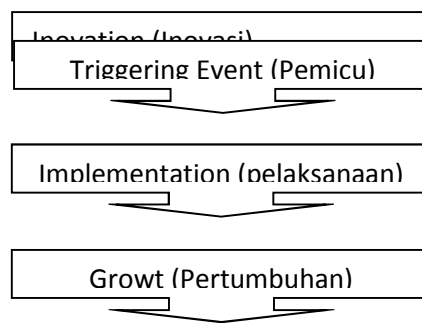 Inovation (Inovasi)
Triggering Event (Pemicu)
Implementation (pelaksanaan)
Growt (Pertumbuhan)